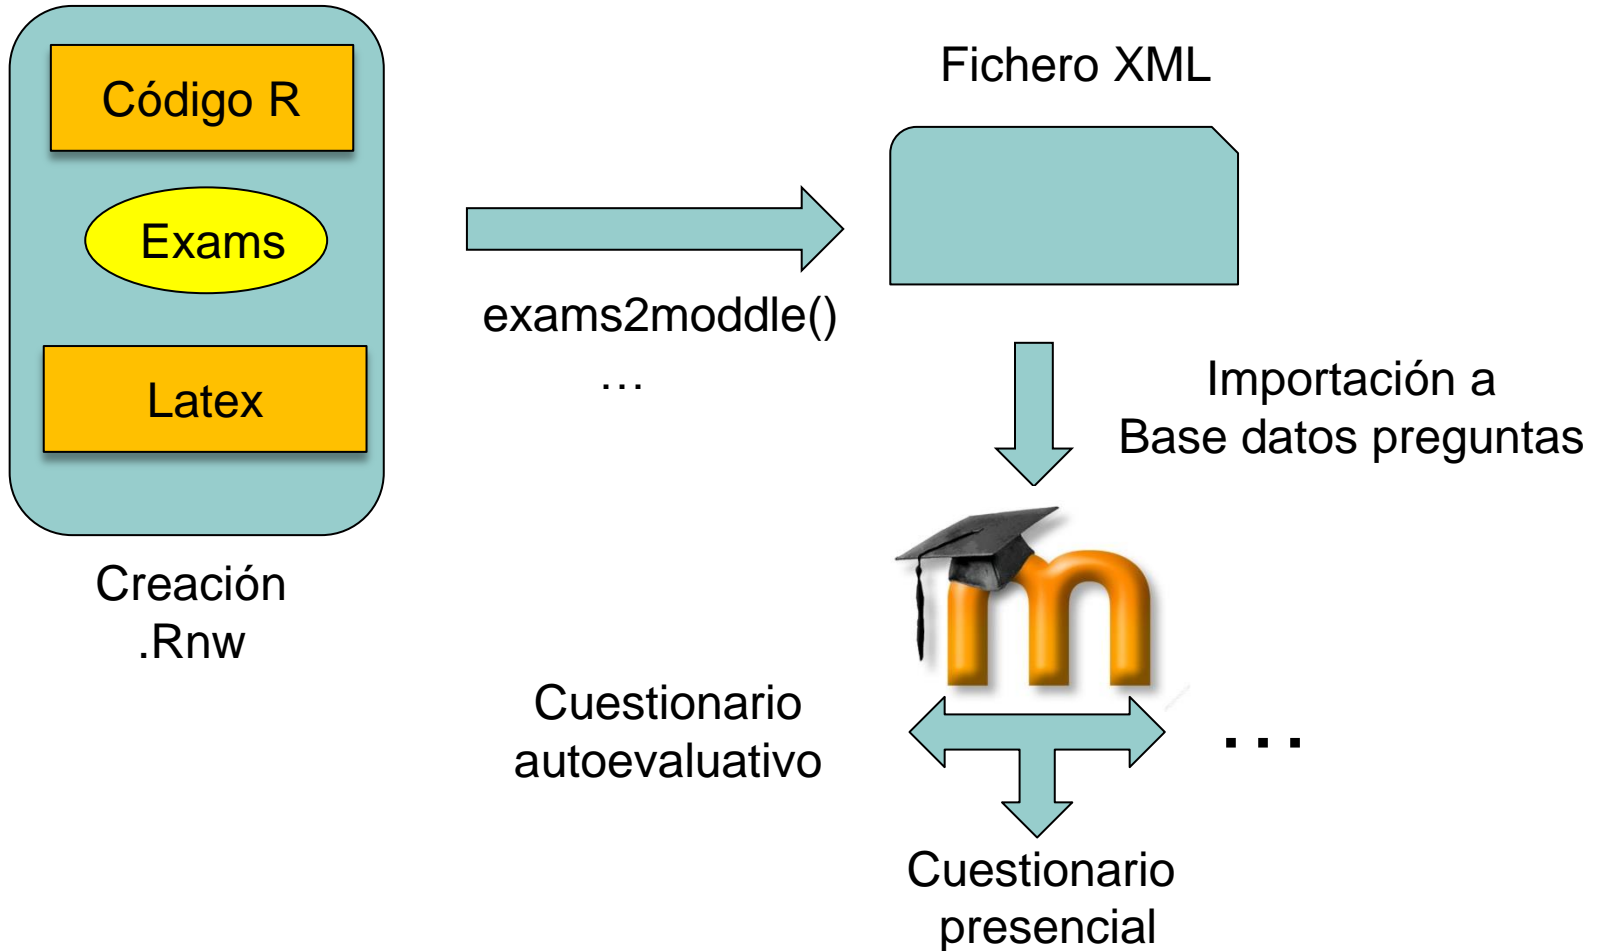 Código R
Exams
Latex
Creación
.Rnw
exams2moddle()
…
Fichero XML
Importación a
Base datos preguntas
m
Cuestionario
autoevaluativo
…
Cuestionario
presencial